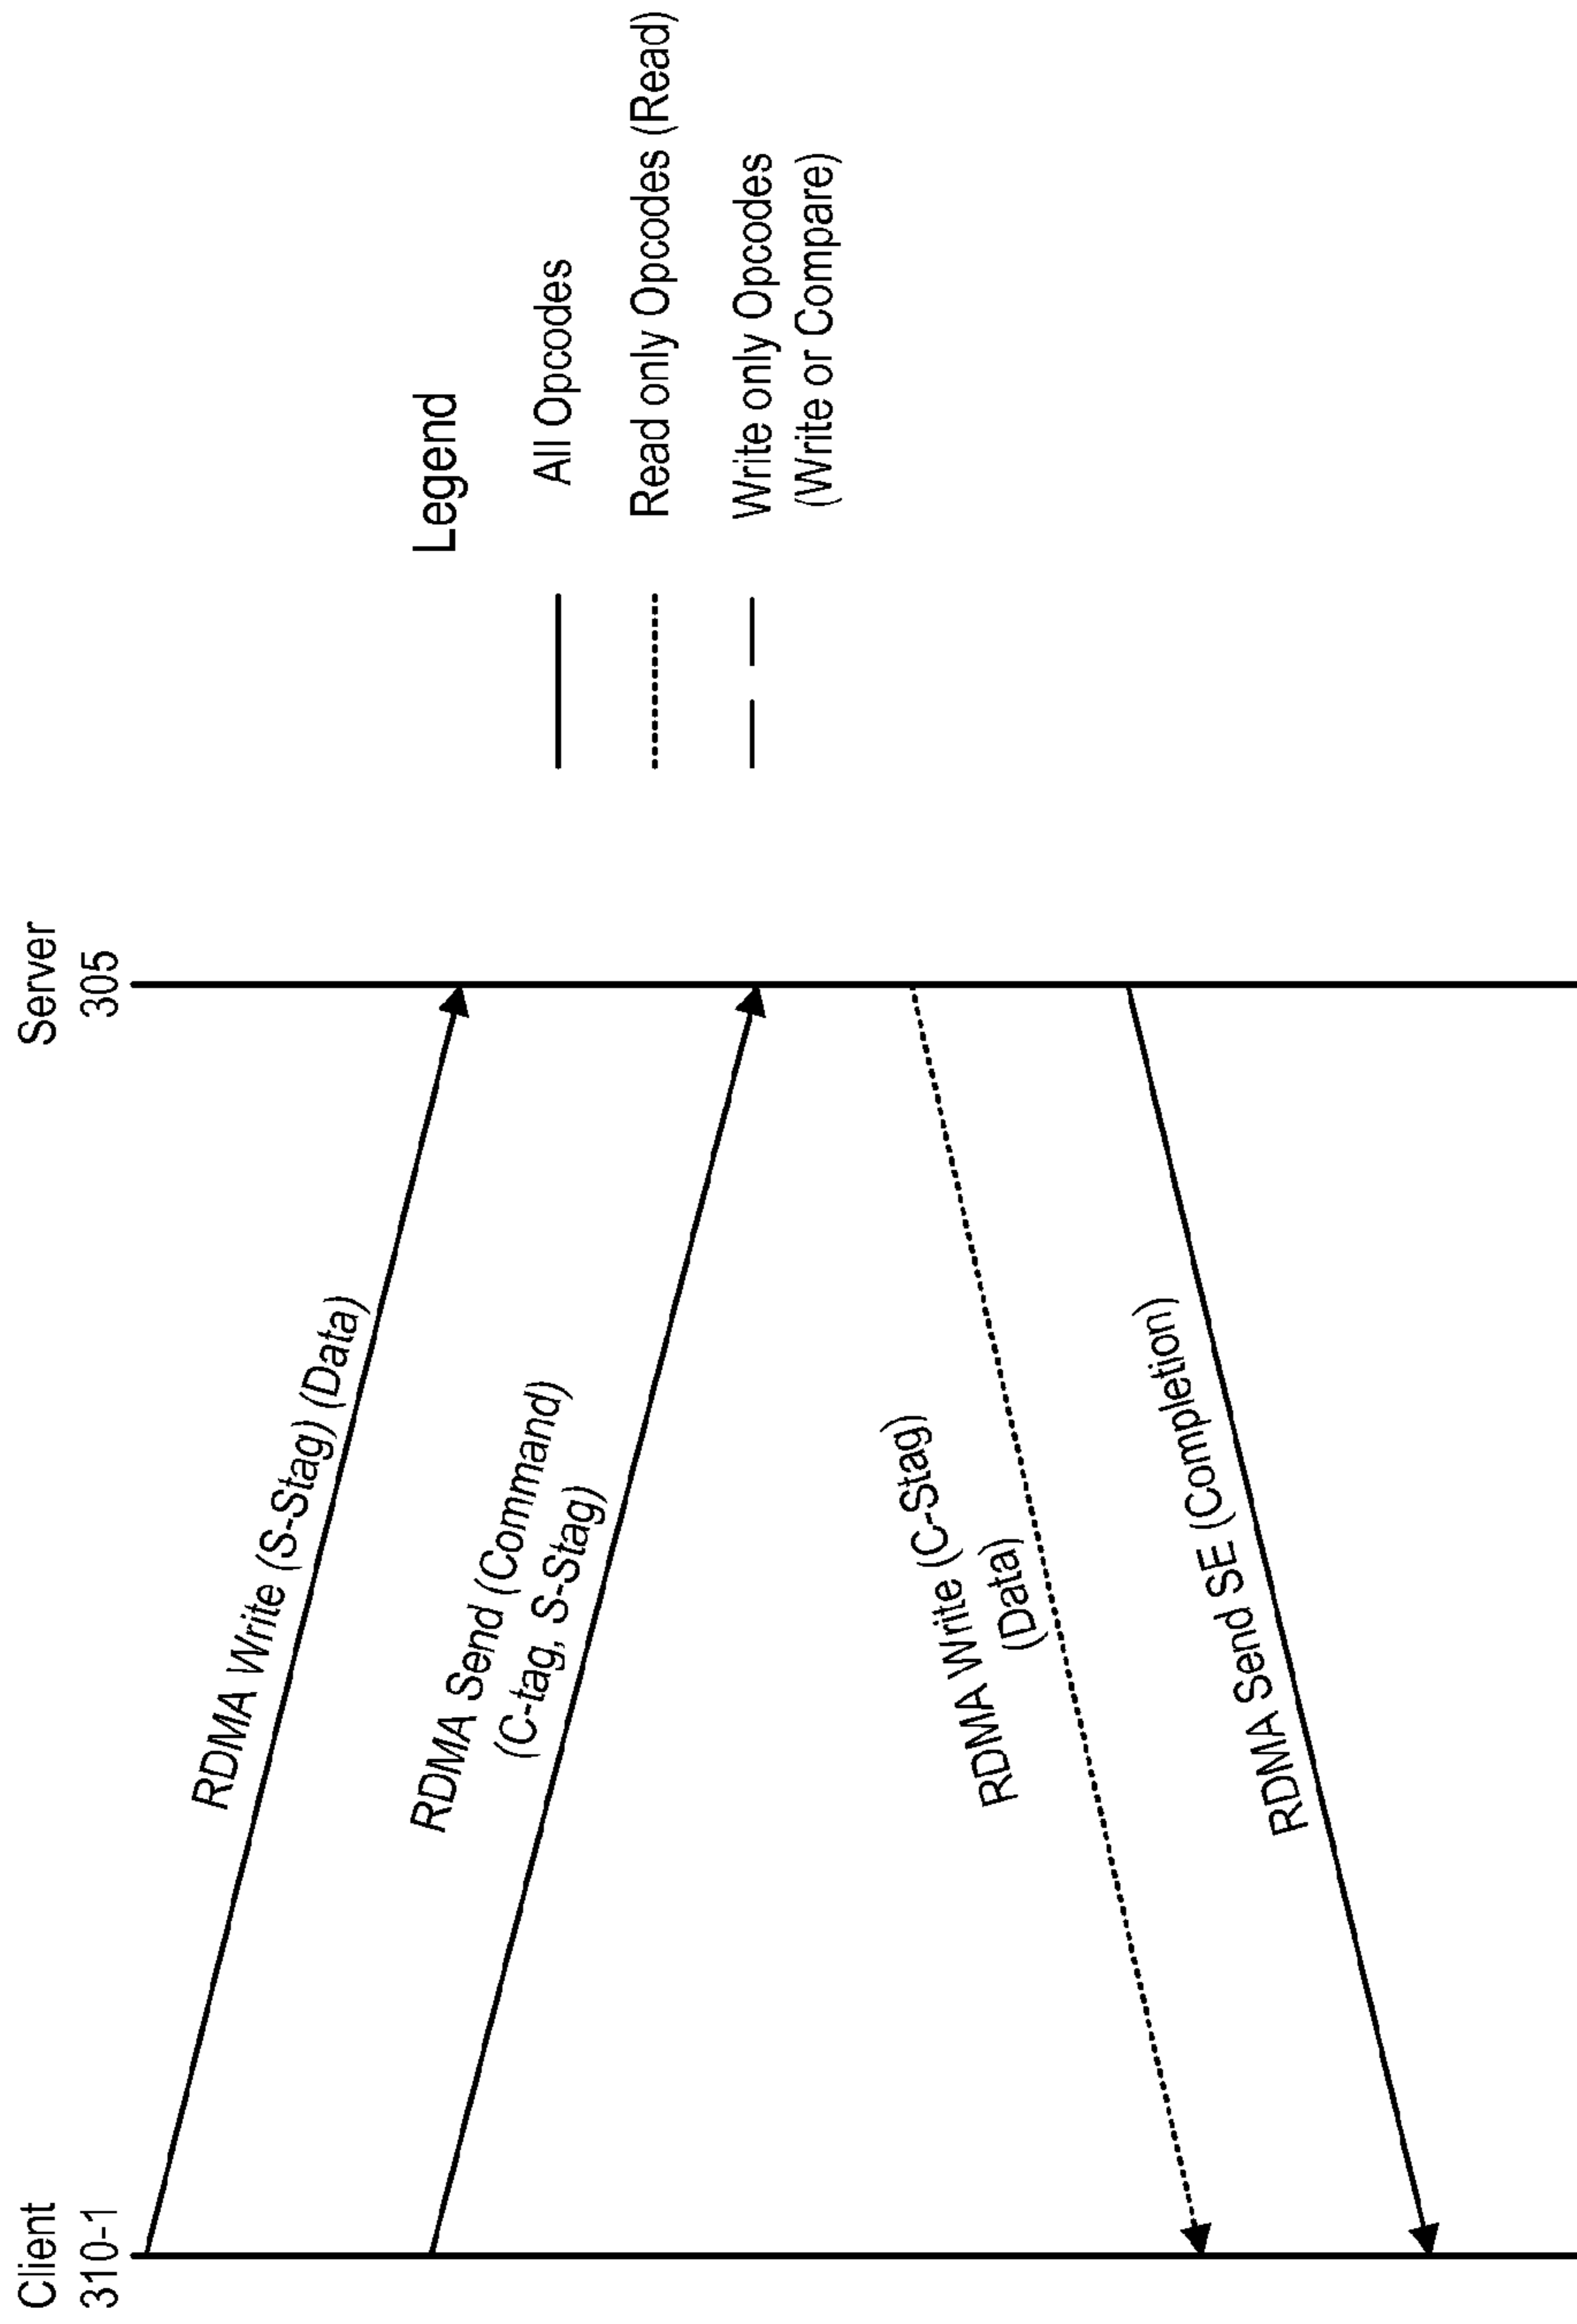 Client
310-1
Server
305
RDMA Write (S-Stag) (Data)
RDMA Send (Command)
(C-tag, S-Stag)
RDMA Write (C-Stag)
(Data)
RDMA Send SE (Completion)
Legend
All Opcodes
Read only Opcodes (Read)
Write only Opcodes
(Write or Compare)